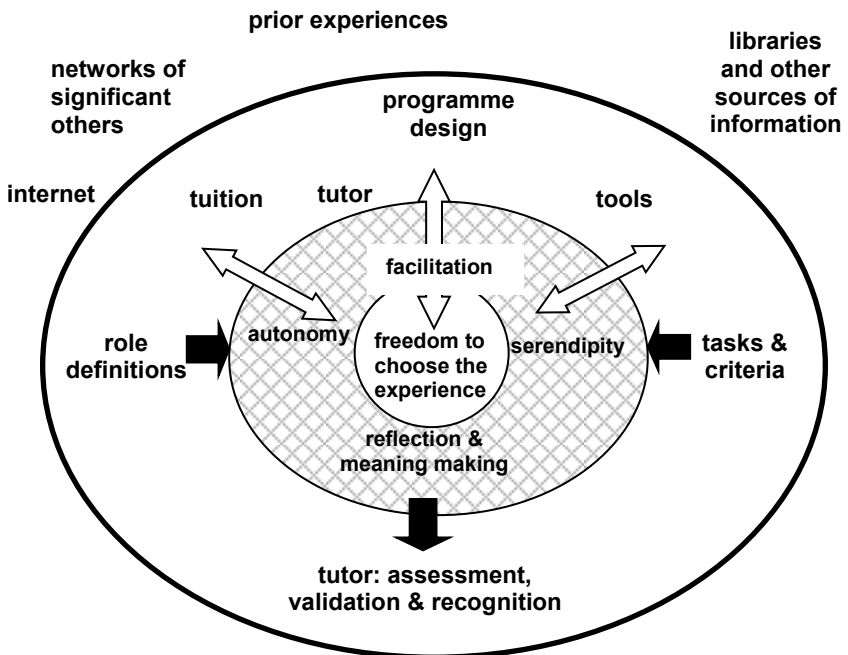 prior experiences
networks of
significant
others
libraries
and other
sources of
information
programme
design
internet
tuition
tutor
tools
facilitation
role
definitions
autonomy
freedom to
choose the
experience
serendipity
tasks &
criteria
reflection &
meaning making
tutor: assessment,
validation & recognition